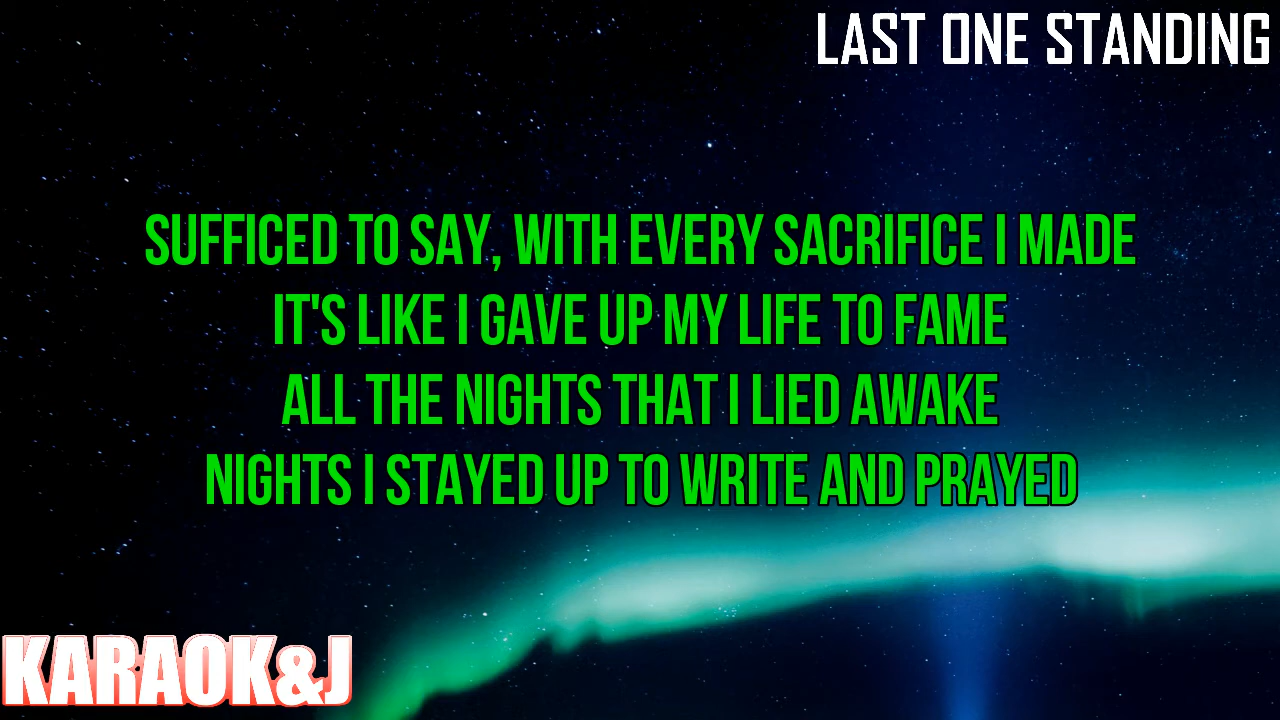 LAST ONE STANDING
SUFFICED TO SAY, WITH EVERY SACRIFICE I MADE
IT'S LIKE I GAVE UP MY LIFE TO FAME
ALL THE NIGHTS THAT I LIED AWAKE
NIGHTS I STAYED UP TO WRITE AND PRAYED
KARAOK&J